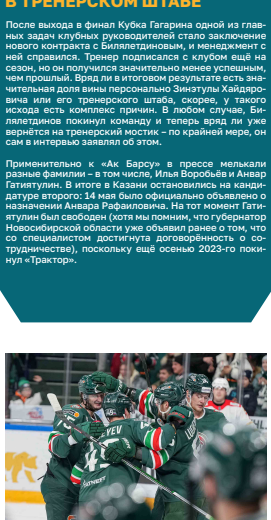 В ТРЕНЕРСКОМ ШТАБЕ
После выхода в финал Кубка Гагарина одной из глав-
ных задач клубных руководителей стало заключение
нового контракта с Билялетдиновым, и менеджмент с
ней справился. Тренер подписался с клубом ещё на
сезон, но он получился значительно менее успешным,
чем прошлый. Вряд ли в итоговом результате есть зна-
чительная доля вины персонально Зинэтулы Хайдяро-
вича или его тренерского штаба, скорее, у такого
исхода есть комплекс причин. В любом случае, Би-
лялетдинов покинул команду и теперь вряд ли уже
вернётся на тренерский мостик – по крайней мере, он
сам в интервью заявлял об этом.
Применительно к «Ак Барсу» в прессе мелькали
разные фамилии – в том числе, Илья Воробьёв и Анвар
Гатиятулин. В итоге в Казани остановились на канди-
датуре второго: 14 мая было официально объявлено о
назначении Анвара Рафаиловича. На тот момент Гати-
ятулин был свободен (хотя мы помним, что губернатор
Новосибирской области уже объявил ранее о том, что
со специалистом достигнута договорённость о со-
трудничестве), поскольку ещё осенью 2023-го поки-
нул «Трактор».